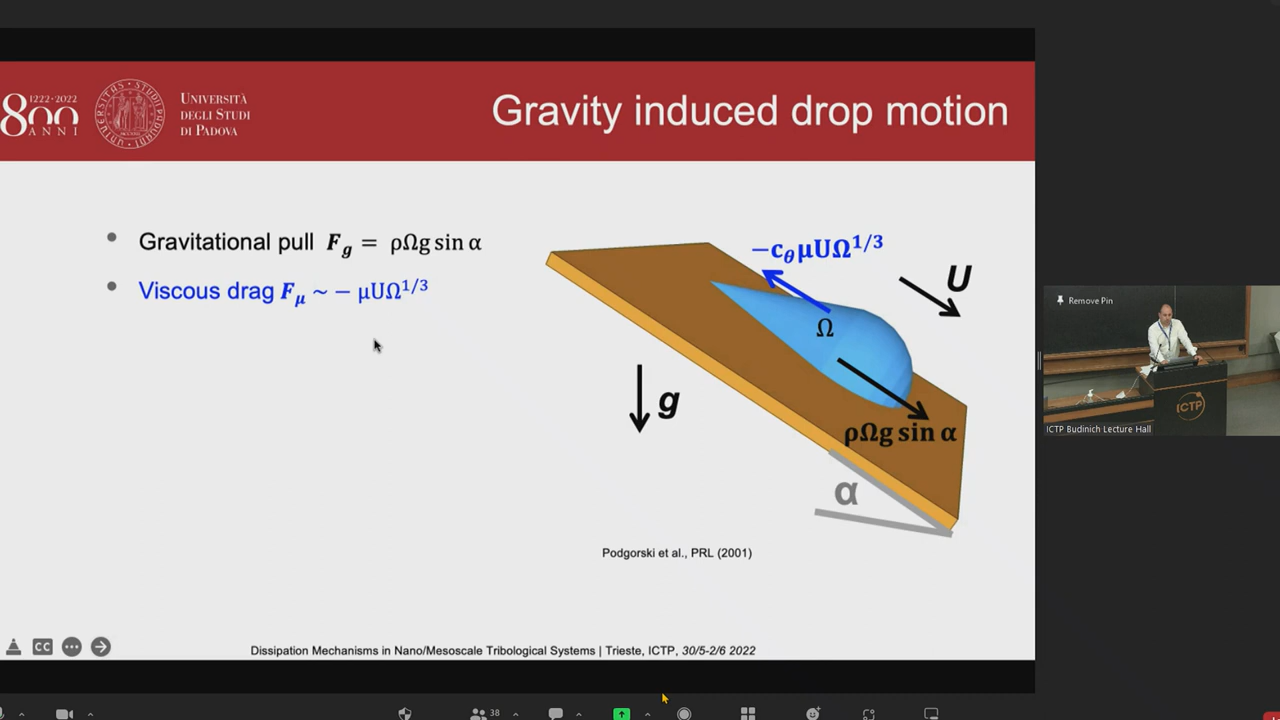 1222·2022
800
ANNI
UNIVERSITÀ
DEGLI STUDI
DI PADOVA
Gravity induced drop motion
• Gravitational pull F_g = ρΩg sin α
• Viscous drag F_μ ~ − μUΩ^1/3
−c_θμUΩ^1/3
U
Ω
g
ρΩg sin α
α
Podgorski et al., PRL (2001)
CC
Dissipation Mechanisms in Nano/Mesoscale Tribological Systems | Trieste, ICTP, 30/5-2/6 2022
Remove Pin
ICTP
ICTP Budinich Lecture Hall
38